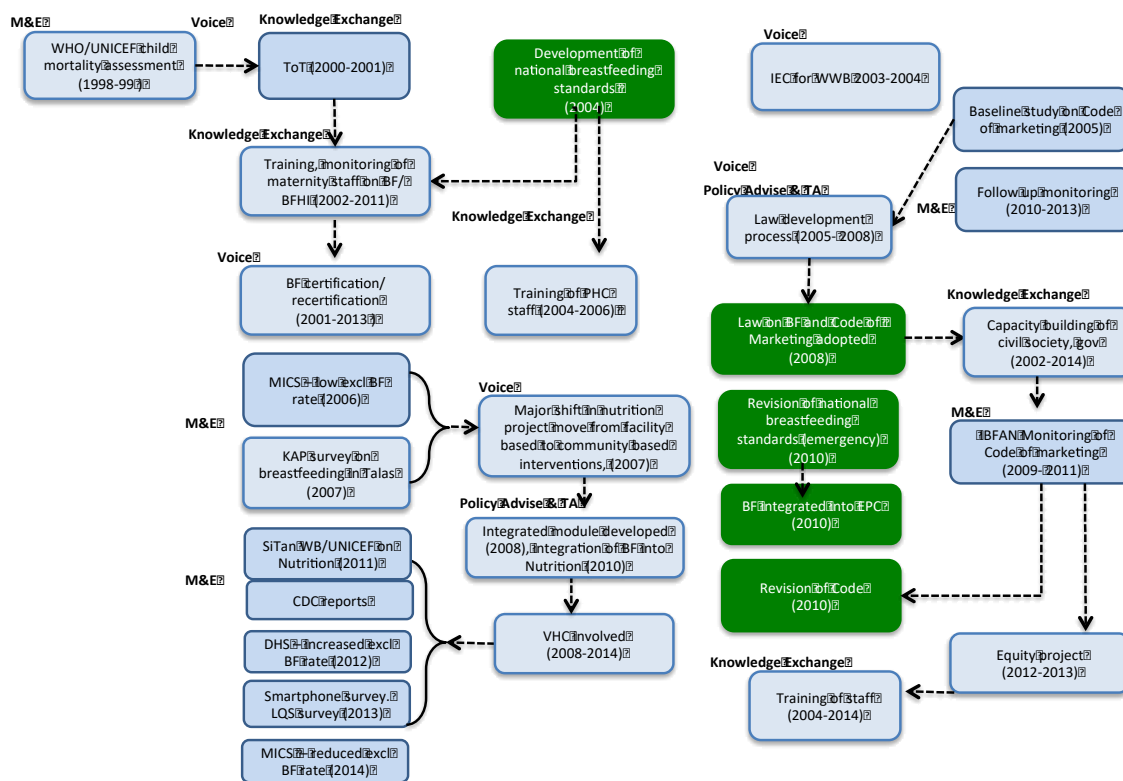 M&E
Voice
Knowledge Exchange
WHO/UNICEF child
mortality assessment
(1998-99)
ToT (2000-2001)
Development of
national breastfeeding
standards
(2004)
Voice
IEC for WWB 2003-2004
Baseline study on Code
of marketing (2005)
Knowledge Exchange
Training, monitoring of
maternity staff on BF/
BFHI (2002-2011)
Voice
Policy Advise & TA
Law development
process (2005-2008)
M&E
Follow up monitoring
(2010-2013)
Knowledge Exchange
Voice
BF certification/
recertification
(2001-2013)
Training of PHC
staff (2004-2006)
Law on BF and Code of
Marketing adopted
(2008)
Knowledge Exchange
Capacity building of
civil society, gov
(2002-2014)
M&E
MICS – low excl BF
rate (2006)
KAP survey on
breastfeeding in Talas
(2007)
Voice
Major shift in nutrition
project move from facility
based to community based
interventions, (2007)
Revision of national
breastfeeding
standards (emergency)
(2010)
M&E
IBFAN Monitoring of
Code of marketing
(2009-2011)
BF Integrated into EPC
(2010)
Policy Advise & TA
Integrated module developed
(2008), integration of BF into
Nutrition (2010)
M&E
SiTan WB/UNICEF on
Nutrition (2011)
CDC reports
DHS – increased excl
BF rate (2012)
Smartphone survey.
LQS survey (2013)
MICS – reduced excl
BF rate (2014)
VHC Involved
(2008-2014)
Revision of Code
(2010)
Equity project
(2012-2013)
Knowledge Exchange
Training of staff
(2004-2014)